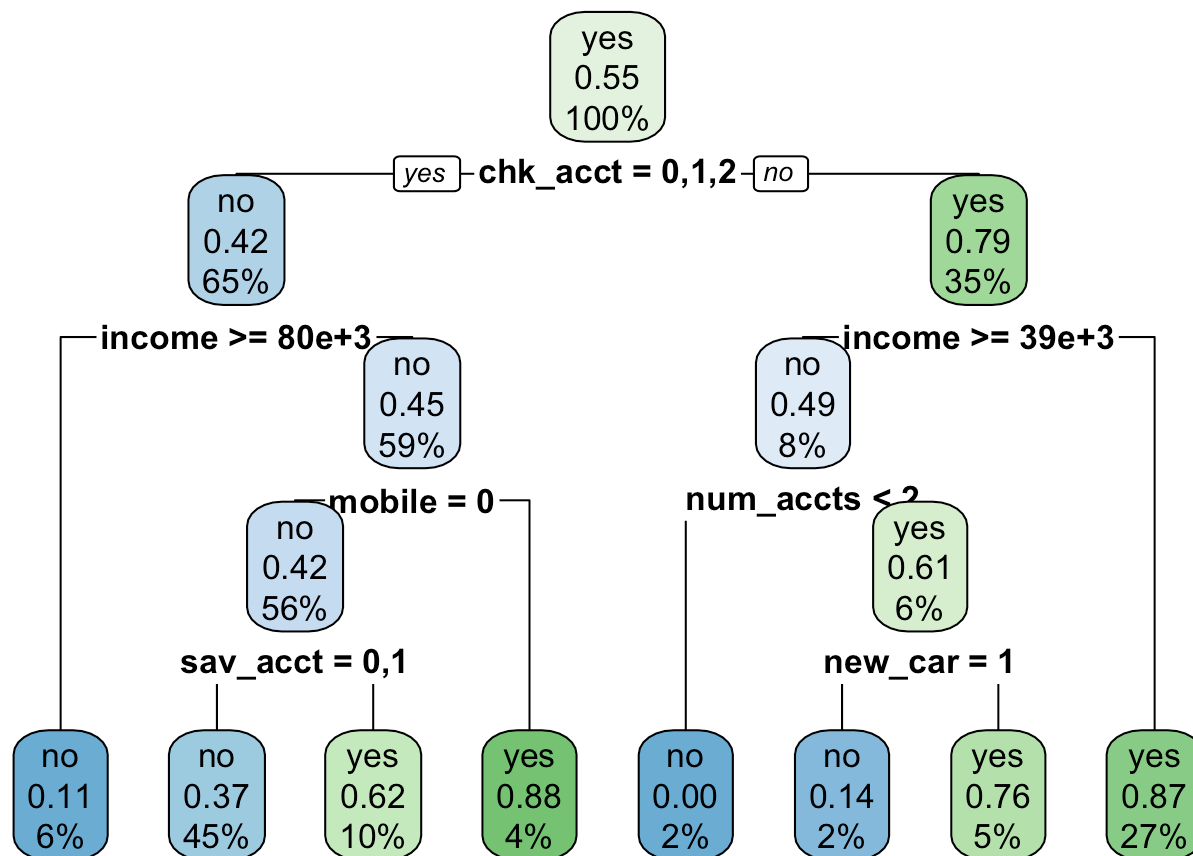 yes
0.55
100%
yes
chk_acct = 0,1,2
no
no
0.42
65%
yes
0.79
35%
income >= 80e+3
income >= 39e+3
no
0.45
59%
no
0.49
8%
mobile = 0
num_accts < 2
no
0.42
56%
yes
0.61
6%
sav_acct = 0,1
new_car = 1
no
0.11
6%
no
0.37
45%
yes
0.62
10%
yes
0.88
4%
no
0.00
2%
no
0.14
2%
yes
0.76
5%
yes
0.87
27%